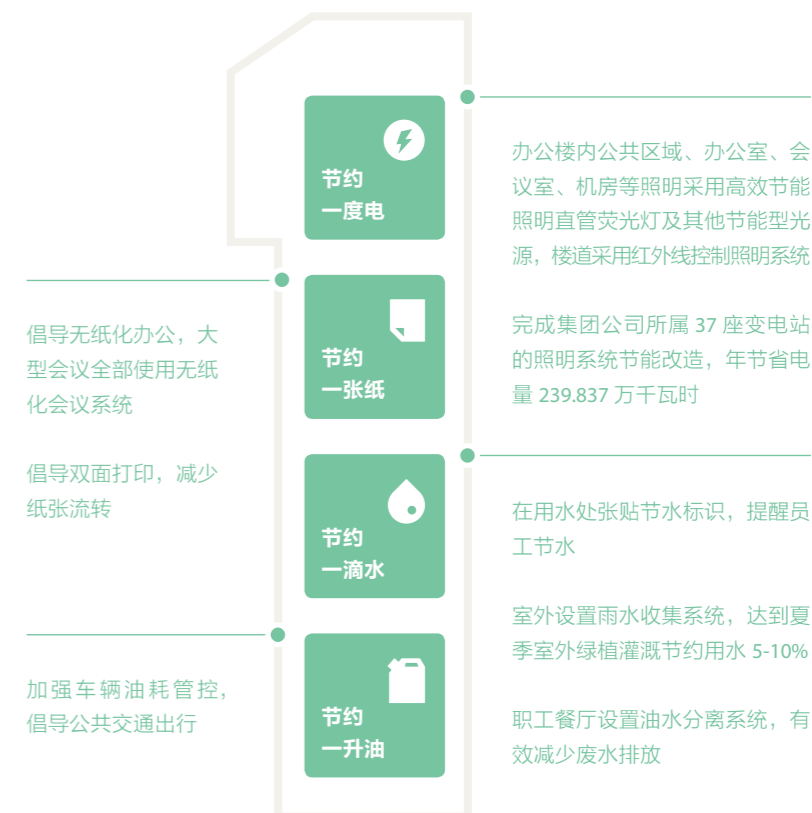 节约
一度电
办公楼内公共区域、办公室、会
议室、机房等照明采用高效节能
照明直管荧光灯及其他节能型光
源，楼道采用红外线控制照明系统
完成集团公司所属 37 座变电站
的照明系统节能改造，年节省电
量 239.837 万千瓦时
节约
一张纸
倡导无纸化办公，大
型会议全部使用无纸
化会议系统
倡导双面打印，减少
纸张流转
节约
一滴水
在用水处张贴节水标识，提醒员
工节水
室外设置雨水收集系统，达到夏
季室外绿植灌溉节约用水 5-10%
职工餐厅设置油水分离系统，有
效减少废水排放
节约
一升油
加强车辆油耗管控，
倡导公共交通出行